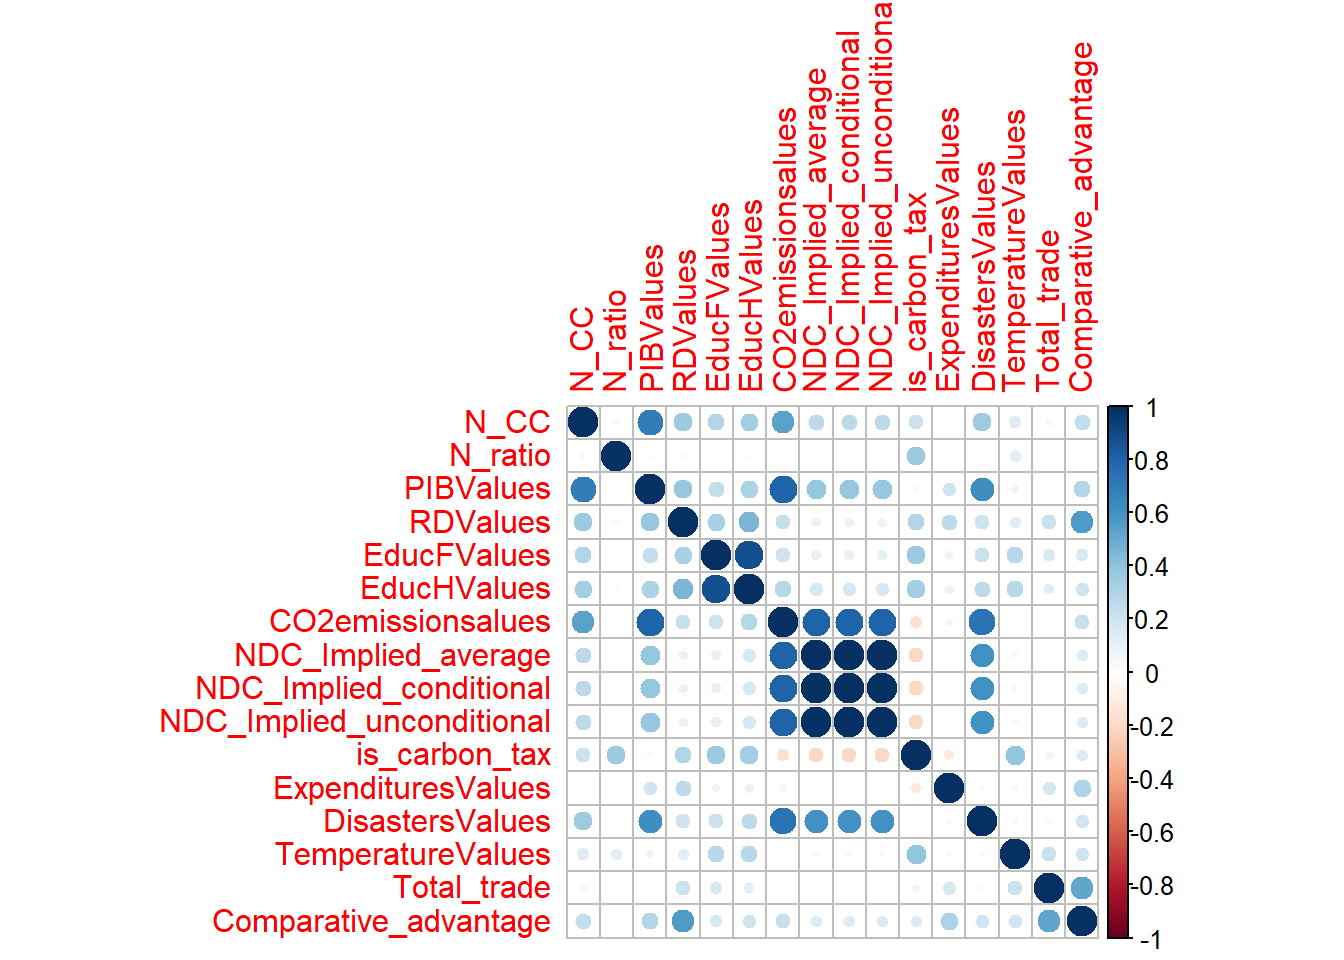 N_CC
N_ratio
PIBValues
RDValues
EducFValues
EducHValues
CO2emissionsalues
NDC_Implied_average
NDC_Implied_conditional
NDC_Implied_unconditiona
is_carbon_tax
ExpendituresValues
DisastersValues
TemperatureValues
Total_trade
Comparative_advantage
N_CC
N_ratio
PIBValues
RDValues
EducFValues
EducHValues
CO2emissionsalues
NDC_Implied_average
NDC_Implied_conditional
NDC_Implied_unconditional
is_carbon_tax
ExpendituresValues
DisastersValues
TemperatureValues
Total_trade
Comparative_advantage
1
0.8
0.6
0.4
0.2
0
-0.2
-0.4
-0.6
-0.8
-1